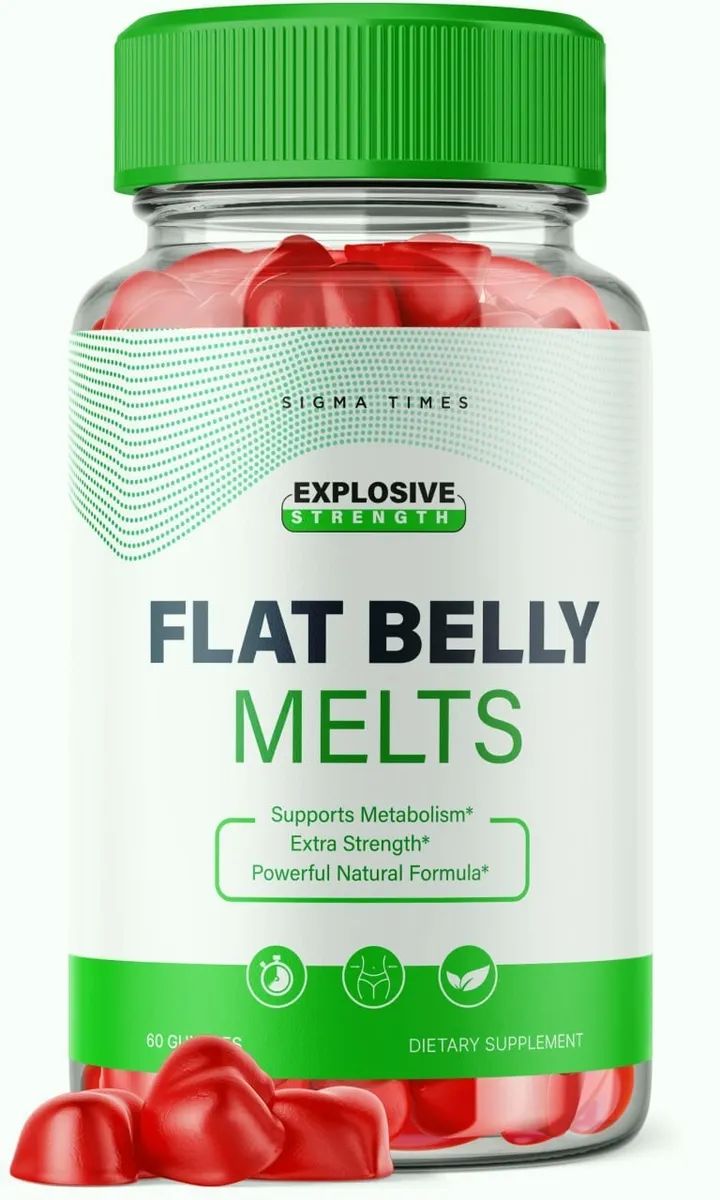 SIGMA TIMES
EXPLOSIVE
STRENGTH
FLAT BELLY
MELTS
Supports Metabolism*
Extra Strength*
Powerful Natural Formula*
60
DIETARY SUPPLEMENT